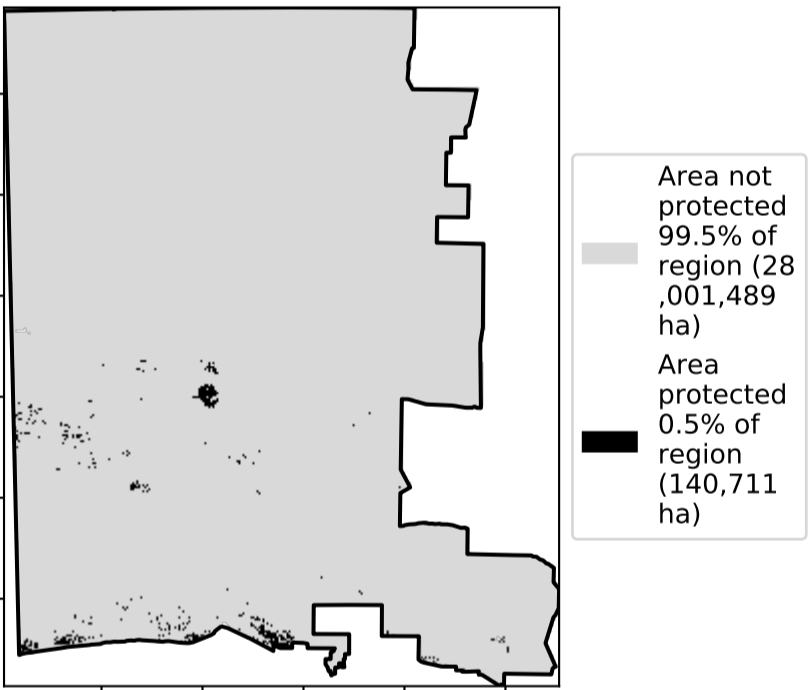 Area not
protected
99.5% of
region (28
,001,489
ha)
Area
protected
0.5% of
region
(140,711
ha)